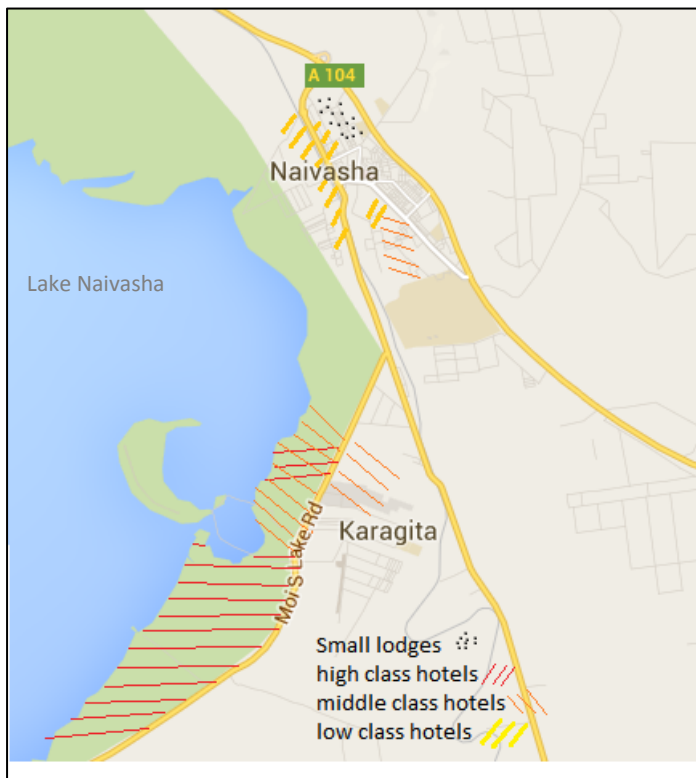 A 104
Naivasha
Lake Naivasha
Karagita
Moi S Lake Rd
Small lodges
high class hotels
middle class hotels
low class hotels